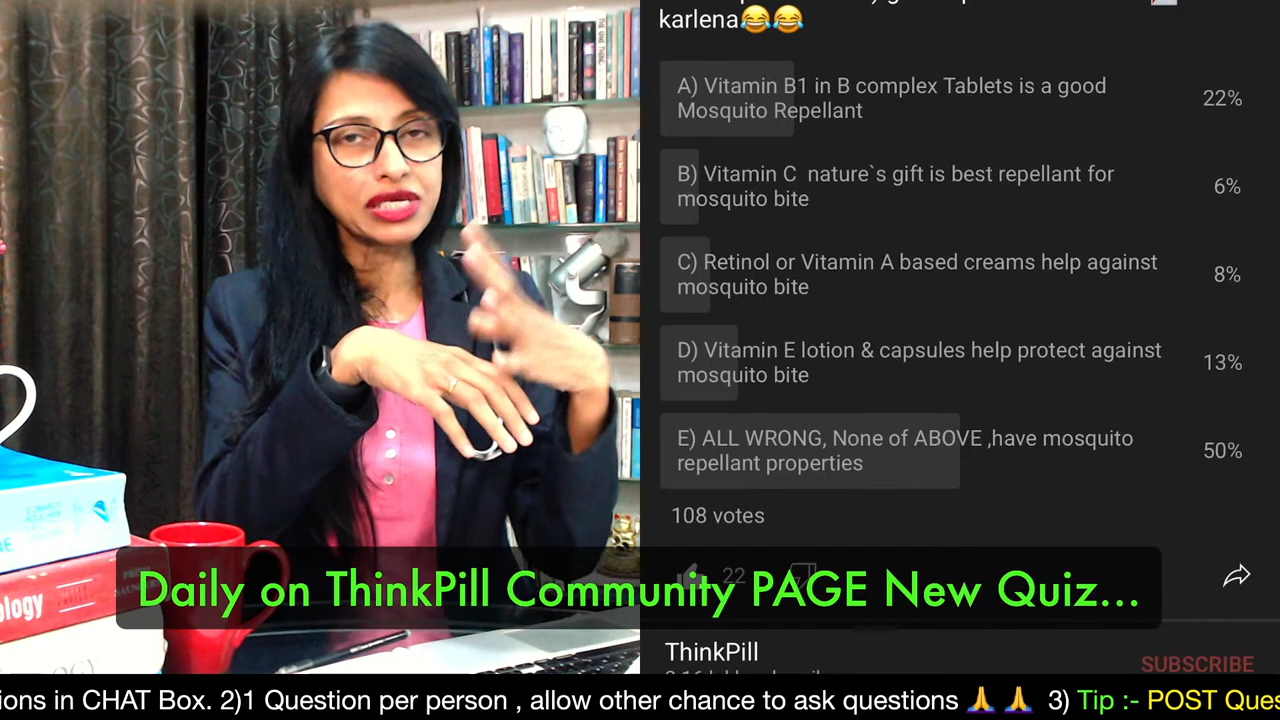 karlena😂😂
A) Vitamin B1 in B complex Tablets is a good
Mosquito Repellant
22%
B) Vitamin C nature`s gift is best repellant for
mosquito bite
6%
C) Retinol or Vitamin A based creams help against
mosquito bite
8%
D) Vitamin E lotion & capsules help protect against
mosquito bite
13%
E) ALL WRONG, None of ABOVE ,have mosquito
repellant properties
50%
108 votes
22
Daily on ThinkPill Community PAGE New Quiz...
ology
ThinkPill
SUBSCRIBE
ions in CHAT Box. 2)1 Question per person , allow other chance to ask questions 🙏 🙏 3) Tip :- POST Ques